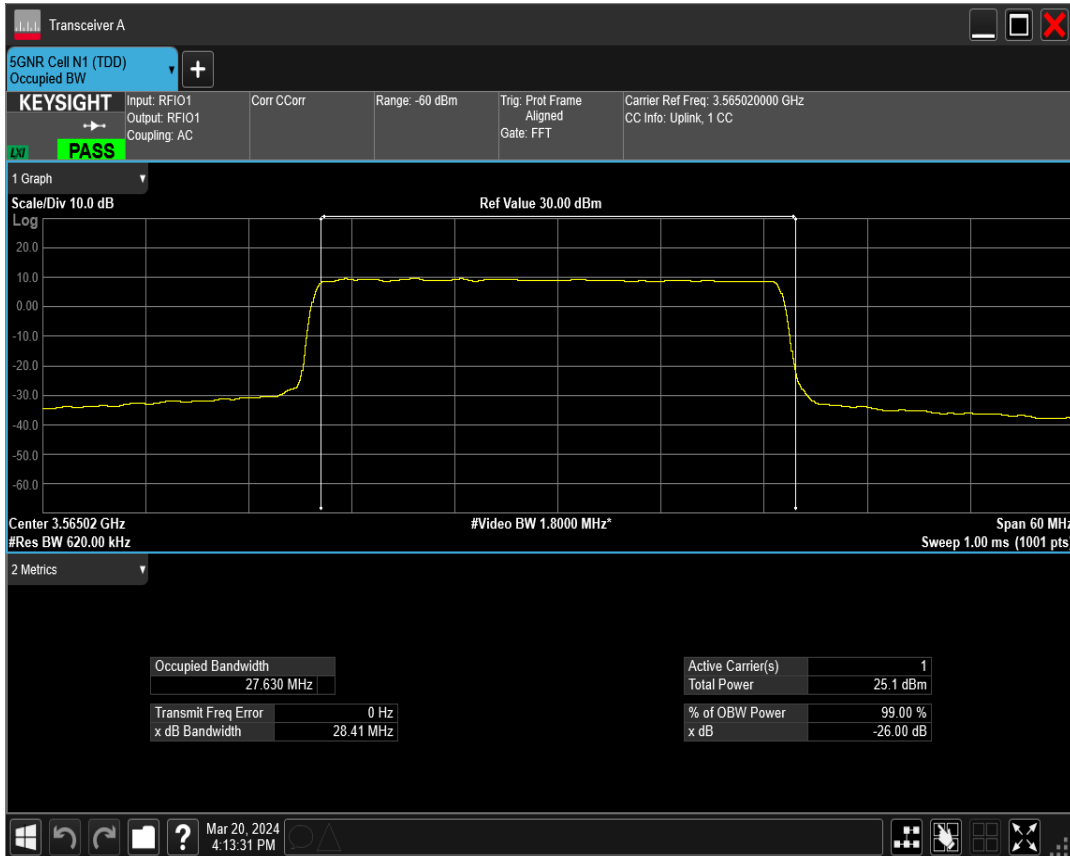 Transceiver A
5GNR Cell N1 (TDD)
Occupied BW
+
KEYSIGHT
LXI
PASS
Input: RFIO1
Output: RFIO1
Coupling: AC
Corr CCorr
Range: -60 dBm
Trig: Prot Frame
Aligned
Gate: FFT
Carrier Ref Freq: 3.565020000 GHz
CC Info: Uplink, 1 CC
1 Graph
Scale/Div 10.0 dB
Ref Value 30.00 dBm
Log
20.0
10.0
0.00
-10.0
-20.0
-30.0
-40.0
-50.0
-60.0
Center 3.56502 GHz
#Video BW 1.8000 MHz*
Span 60 MHz
#Res BW 620.00 kHz
Sweep 1.00 ms (1001 pts)
2 Metrics
Occupied Bandwidth
27.630 MHz
Transmit Freq Error 0 Hz
x dB Bandwidth 28.41 MHz
Active Carrier(s) 1
Total Power 25.1 dBm
% of OBW Power 99.00 %
x dB -26.00 dB
?
Mar 20, 2024
4:13:31 PM